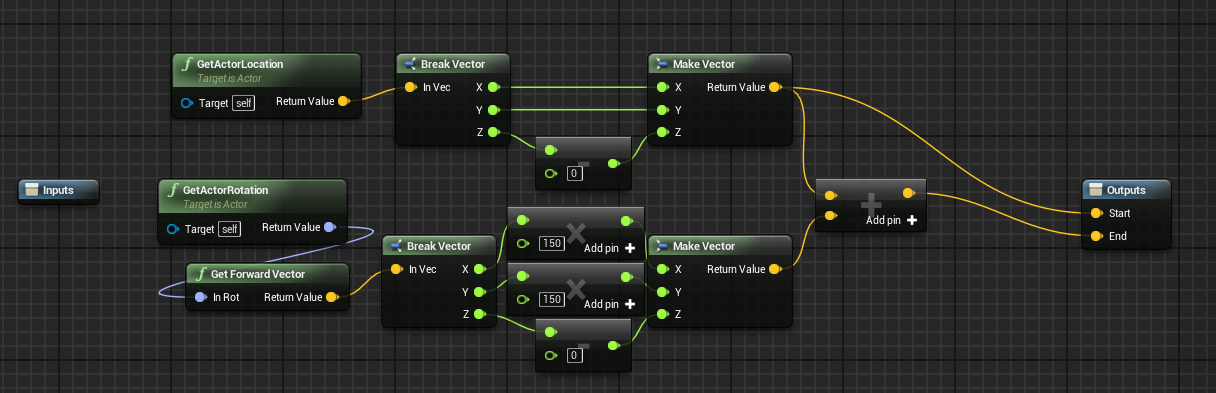 GetActorLocation
Target is Actor
Target self Return Value
Break Vector
In Vec X
Y
Z
0
Make Vector
X Return Value
Y
Z
Inputs
GetActorRotation
Target is Actor
Target self Return Value
Get Forward Vector
In Rot Return Value
Break Vector
In Vec X
Y
Z
150
Add pin
150
Add pin
0
Make Vector
X Return Value
Y
Z
Add pin
Outputs
Start
End